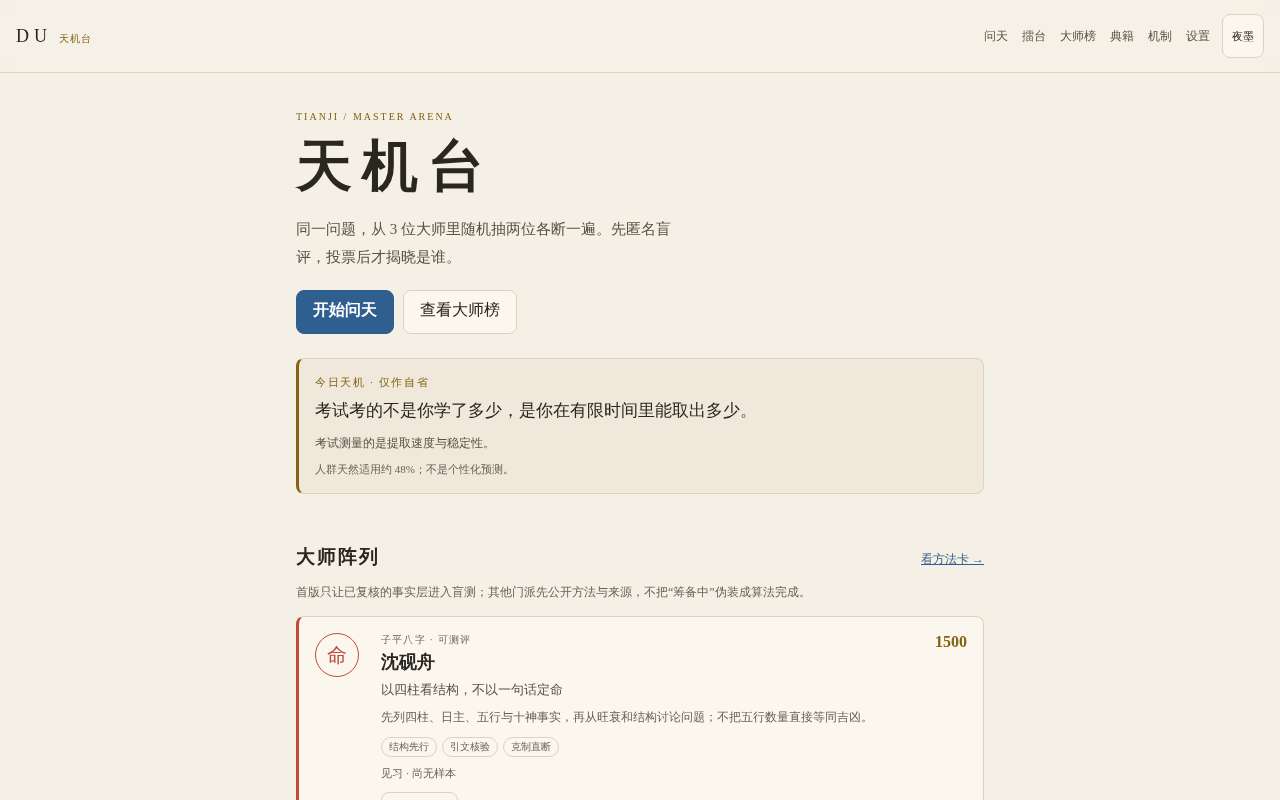 DU 天机台
问天 擂台 大师榜 典籍 机制 设置 夜墨
TIANJI / MASTER ARENA
天机台
同一问题，从 3 位大师里随机抽两位各断一遍。先匿名盲
评，投票后才揭晓是谁。
开始问天 查看大师榜
今日天机 · 仅作自省
考试考的不是你学了多少，是你在有限时间里能取出多少。
考试测量的是提取速度与稳定性。
人群天然适用约 48%；不是个性化预测。
大师阵列 看方法卡 →
首版只让已复核的事实层进入盲测；其他门派先公开方法与来源，不把“筹备中”伪装成算法完成。
命
子平八字 · 可测评
1500
沈砚舟
以四柱看结构，不以一句话定命
先列四柱、日主、五行与十神事实，再从旺衰和结构讨论问题；不把五行数量直接等同吉凶。
结构先行 引文核验 克制直断
见习 · 尚无样本